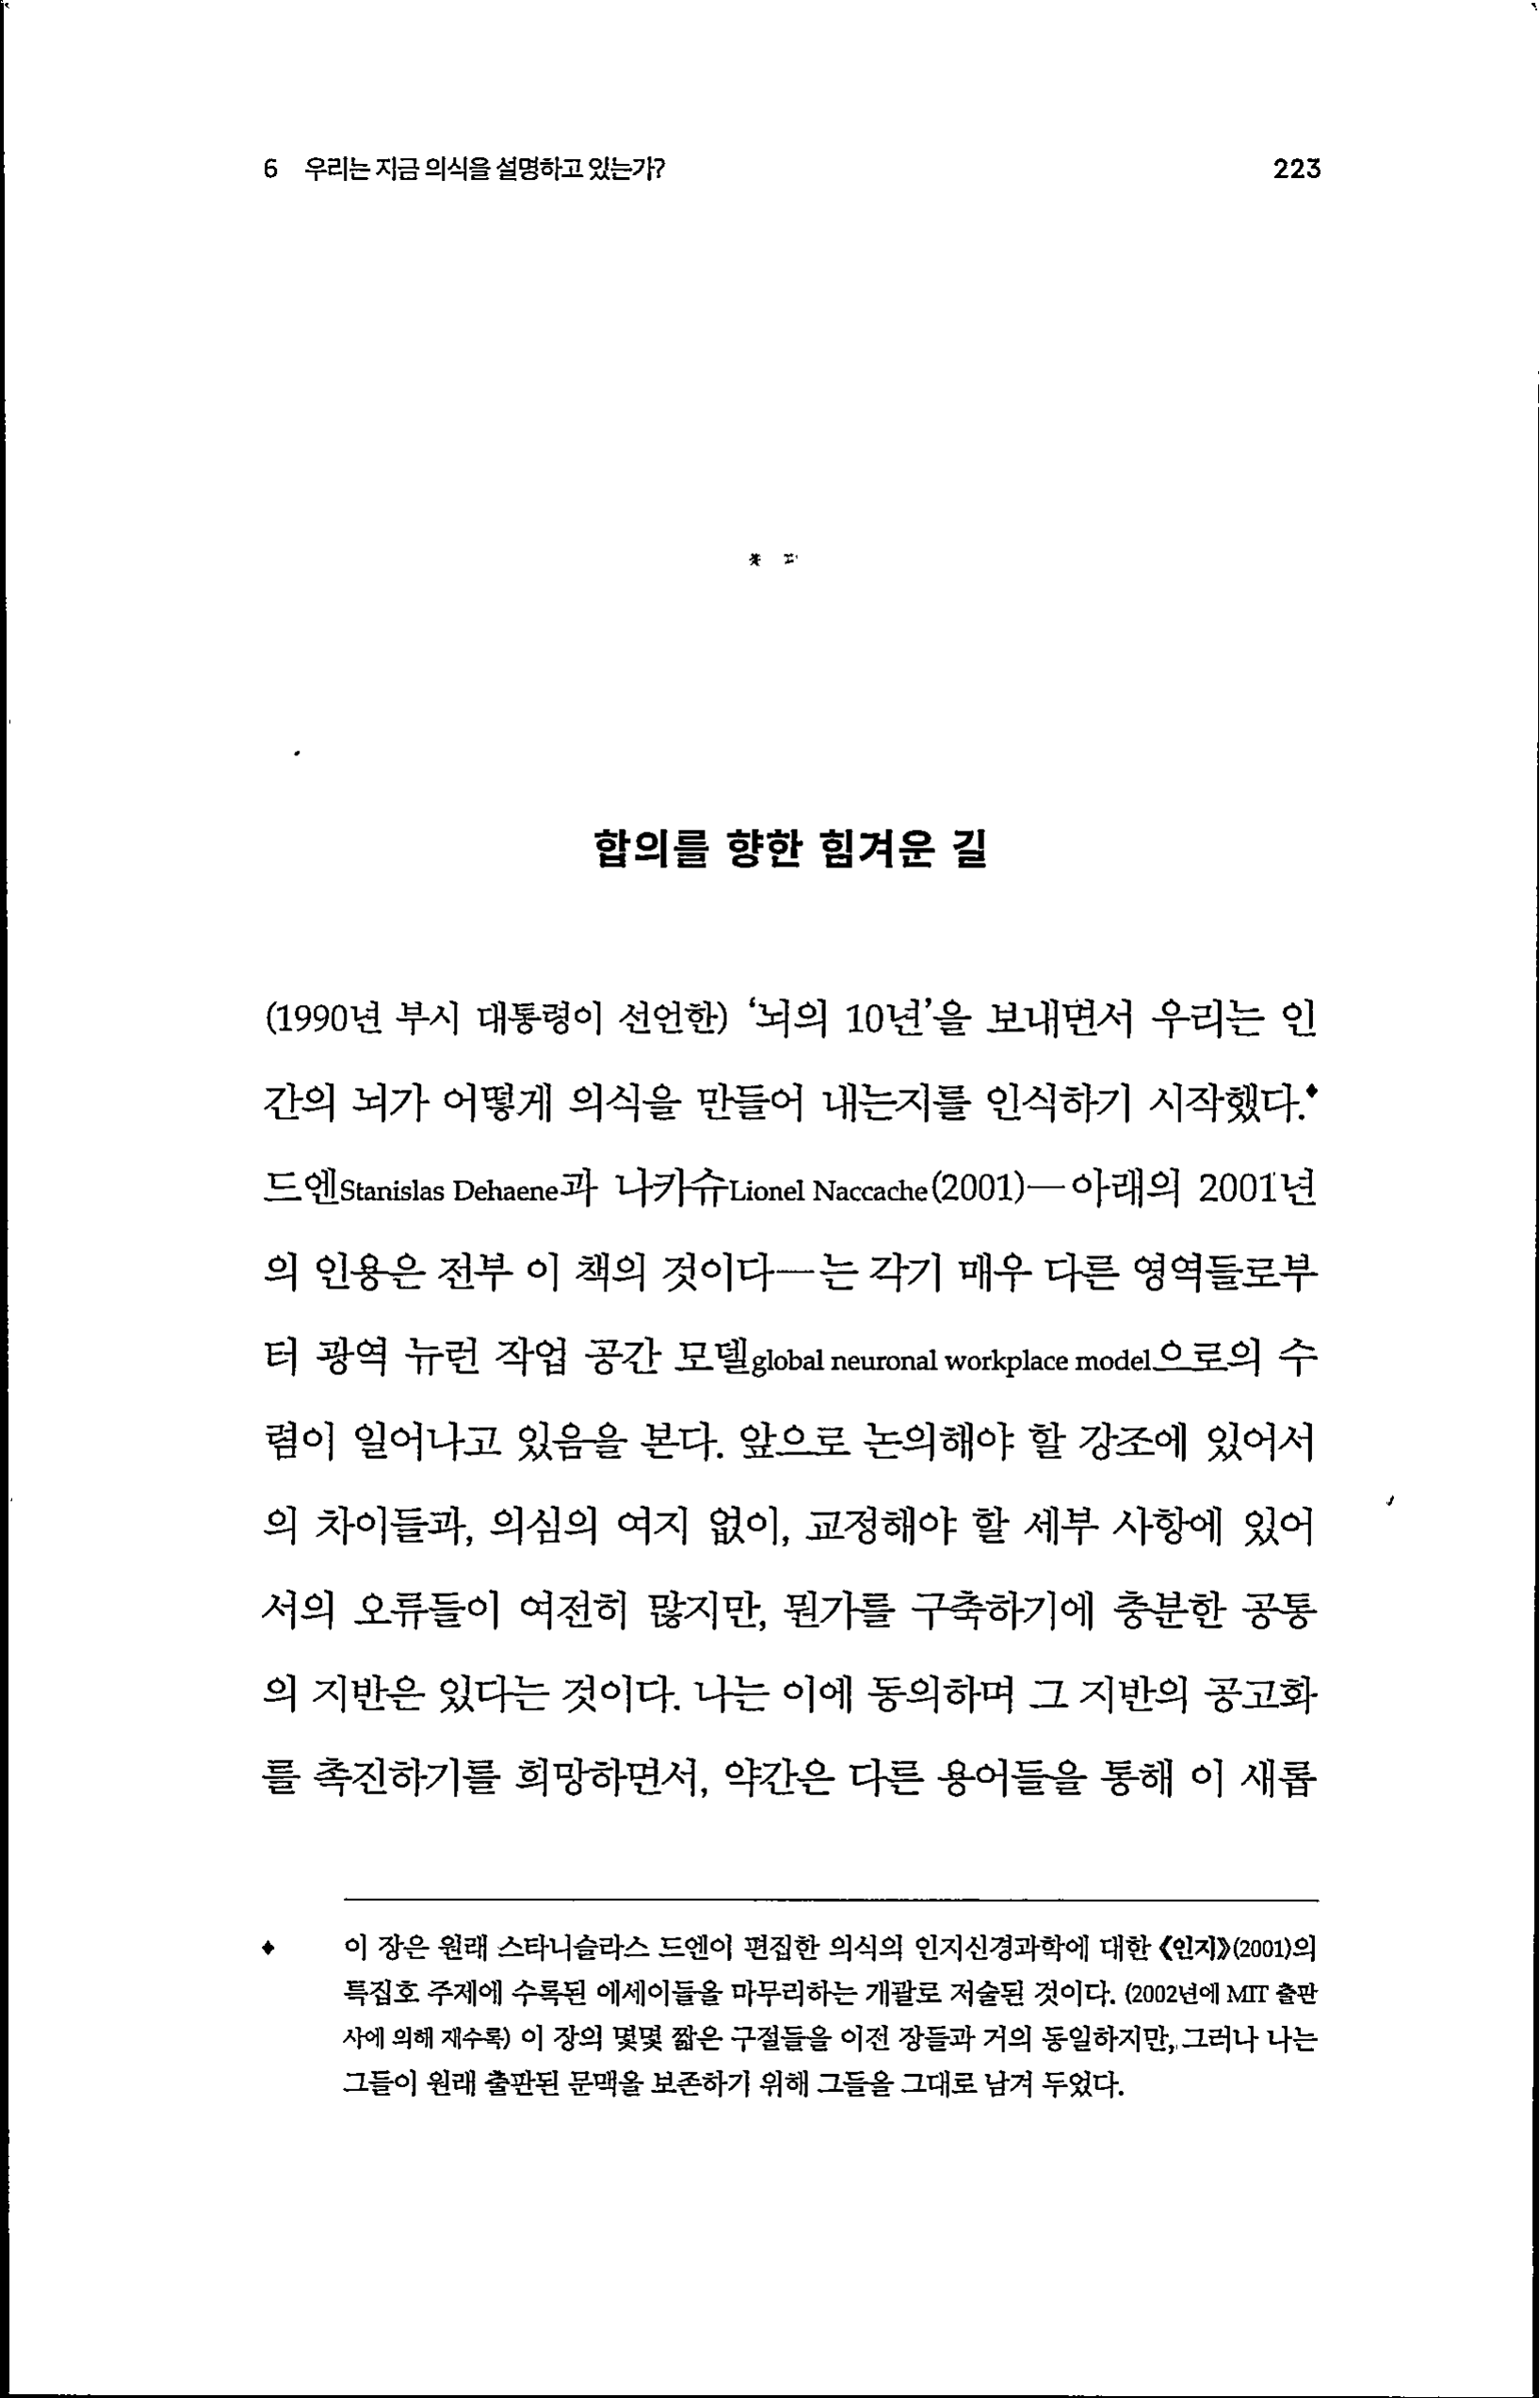 6 우리는 지금 의식을 설명하고 있는가? 223
합의를 향한 힘겨운 길
(1990년 부시 대통령이 선언한) ‘뇌의 10년’을 보내면서 우리는 인
간의 뇌가 어떻게 의식을 만들어 내는지를 인식하기 시작했다.♦
드엔Stanislas Dehaene과 나카슈Lionel Naccache(2001)—아래의 2001년
의 인용은 전부 이 책의 것이다—는 각기 매우 다른 영역들로부
터 광역 뉴런 작업 공간 모델global neuronal workplace model으로의 수
렴이 일어나고 있음을 본다. 앞으로 논의해야 할 강조에 있어서
의 차이들과, 의심의 여지 없이, 교정해야 할 세부 사항에 있어
서의 오류들이 여전히 많지만, 뭔가를 구축하기에 충분한 공통
의 지반은 있다는 것이다. 나는 이에 동의하며 그 지반의 공고화
를 촉진하기를 희망하면서, 약간은 다른 용어들을 통해 이 새롭
♦ 이 장은 원래 스타니슬라스 드엔이 편집한 의식의 인지신경과학에 대한 《인지》(2001)의
특집호 주제에 수록된 에세이들을 마무리하는 개괄로 저술된 것이다. (2002년에 MIT 출판
사에 의해 재수록) 이 장의 몇몇 짧은 구절들을 이전 장들과 거의 동일하지만, 그러나 나는
그들이 원래 출판된 문맥을 보존하기 위해 그들을 그대로 남겨 두었다.